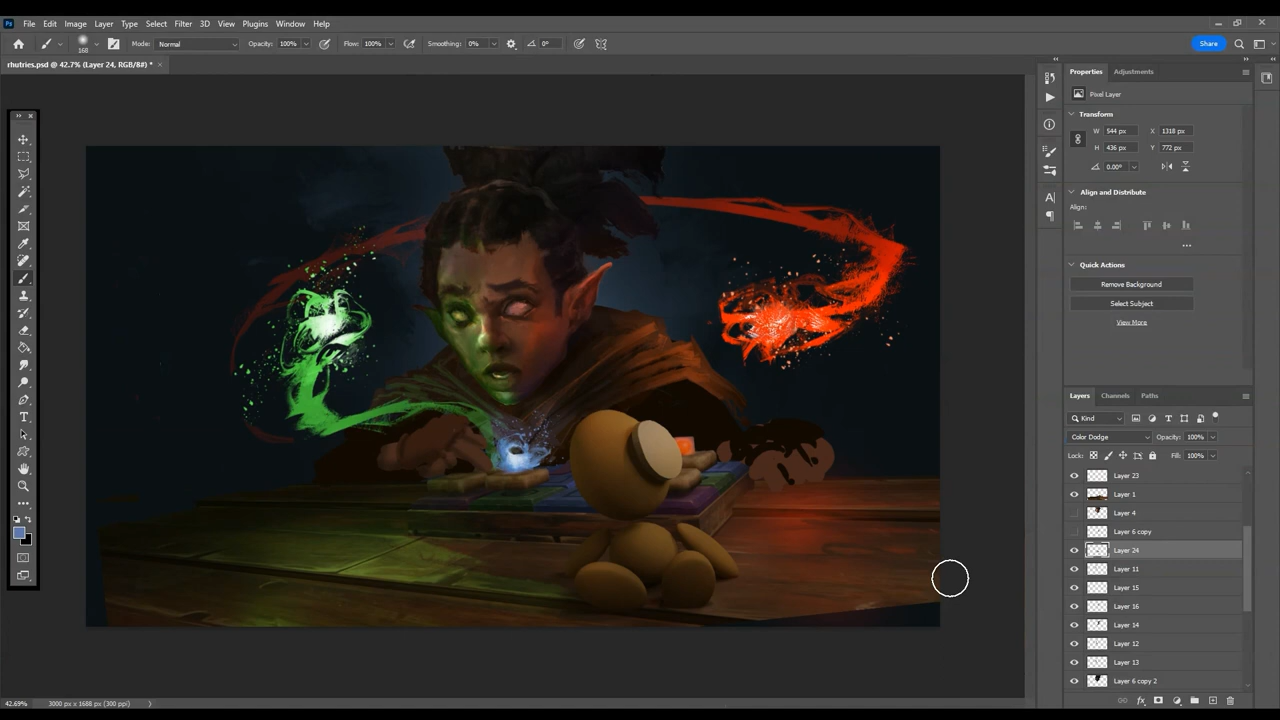 Ps File Edit Image Layer Type Select Filter 3D View Plugins Window Help
168 Mode: Normal Opacity: 100% Flow: 100% Smoothing: 0% 0° Share
rhutries.psd @ 42.7% (Layer 24, RGB/8#) * ×
Properties Adjustments
Pixel Layer
Transform
W 544 px X 1318 px
H 436 px Y 772 px
0.00°
Align and Distribute
Align:
Quick Actions
Remove Background
Select Subject
View More
Layers Channels Paths
Kind
Color Dodge Opacity: 100%
Lock: Fill: 100%
Layer 23
Layer 1
Layer 4
Layer 6 copy
Layer 24
Layer 11
Layer 15
Layer 16
Layer 14
Layer 12
Layer 13
Layer 6 copy 2
42.69% 3000 px x 1688 px (300 ppi)